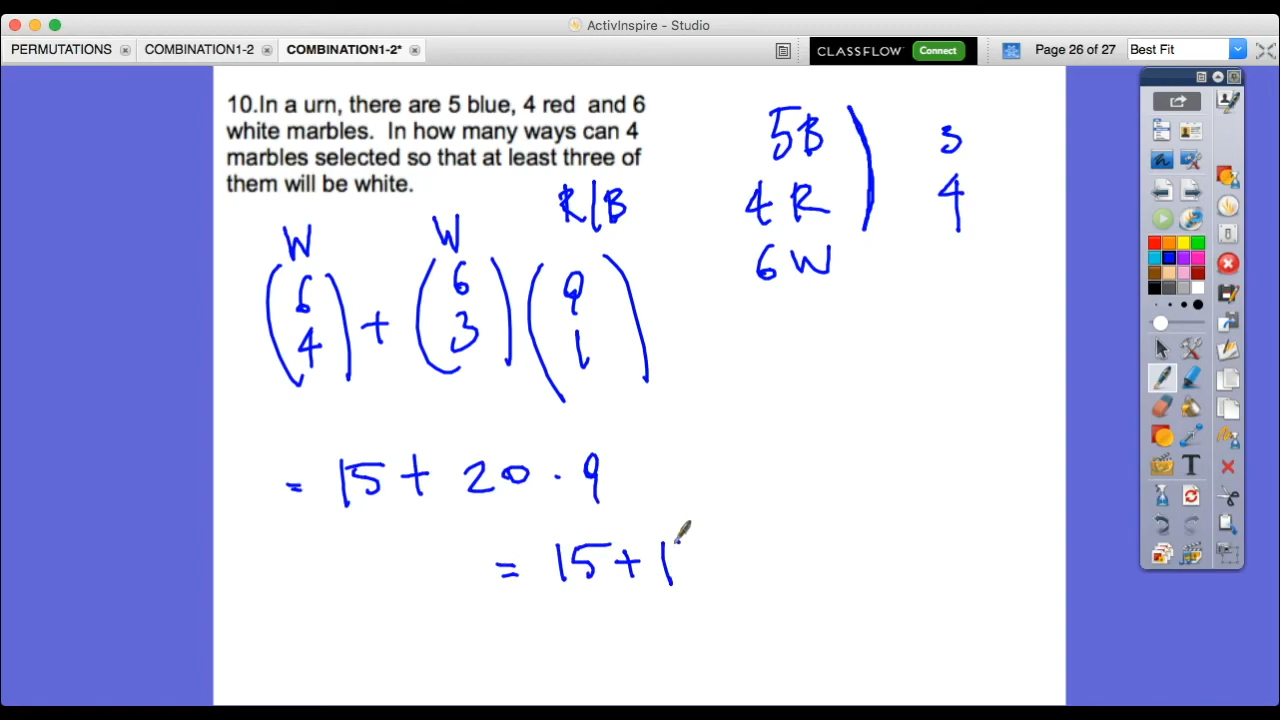 ActivInspire - Studio
PERMUTATIONS COMBINATION1-2 COMBINATION1-2* CLASSFLOW Connect Page 26 of 27 Best Fit
10.In a urn, there are 5 blue, 4 red and 6
white marbles. In how many ways can 4
marbles selected so that at least three of
them will be white.
5B 3
4R 4
6W
W W R|B
(6 4) + (6 3) (9 1)
= 15 + 20 · 9
= 15 + 1